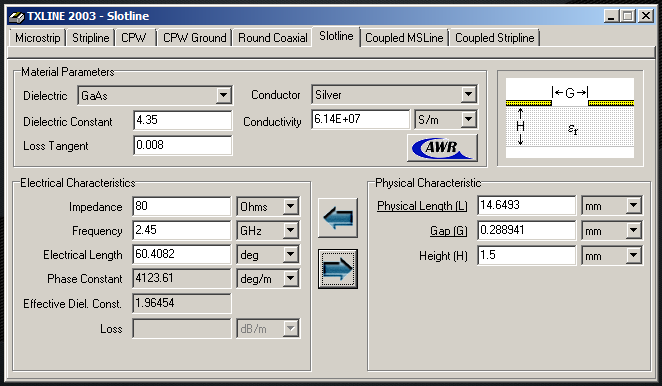 TXLINE 2003 - Slotline
Microstrip Stripline CPW CPW Ground Round Coaxial Slotline Coupled MSLine Coupled Stripline
Material Parameters
Dielectric GaAs Conductor Silver
Dielectric Constant 4.35 Conductivity 6.14E+07 S/m
Loss Tangent 0.008 AWR
G
H εr
Electrical Characteristics
Impedance 80 Ohms
Frequency 2.45 GHz
Electrical Length 60.4082 deg
Phase Constant 4123.61 deg/m
Effective Diel. Const. 1.96454
Loss dB/m
Physical Characteristic
Physical Length (L) 14.6493 mm
Gap (G) 0.288941 mm
Height (H) 1.5 mm